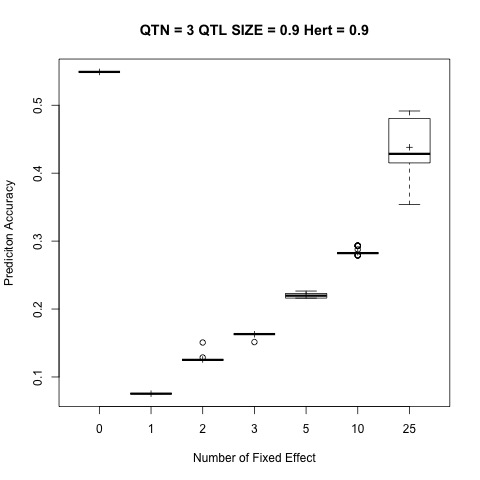 QTN = 3 QTL SIZE = 0.9 Hert = 0.9
Prediciton Accuracy
0.5
0.4
0.3
0.2
0.1
0 1 2 3 5 10 25
Number of Fixed Effect